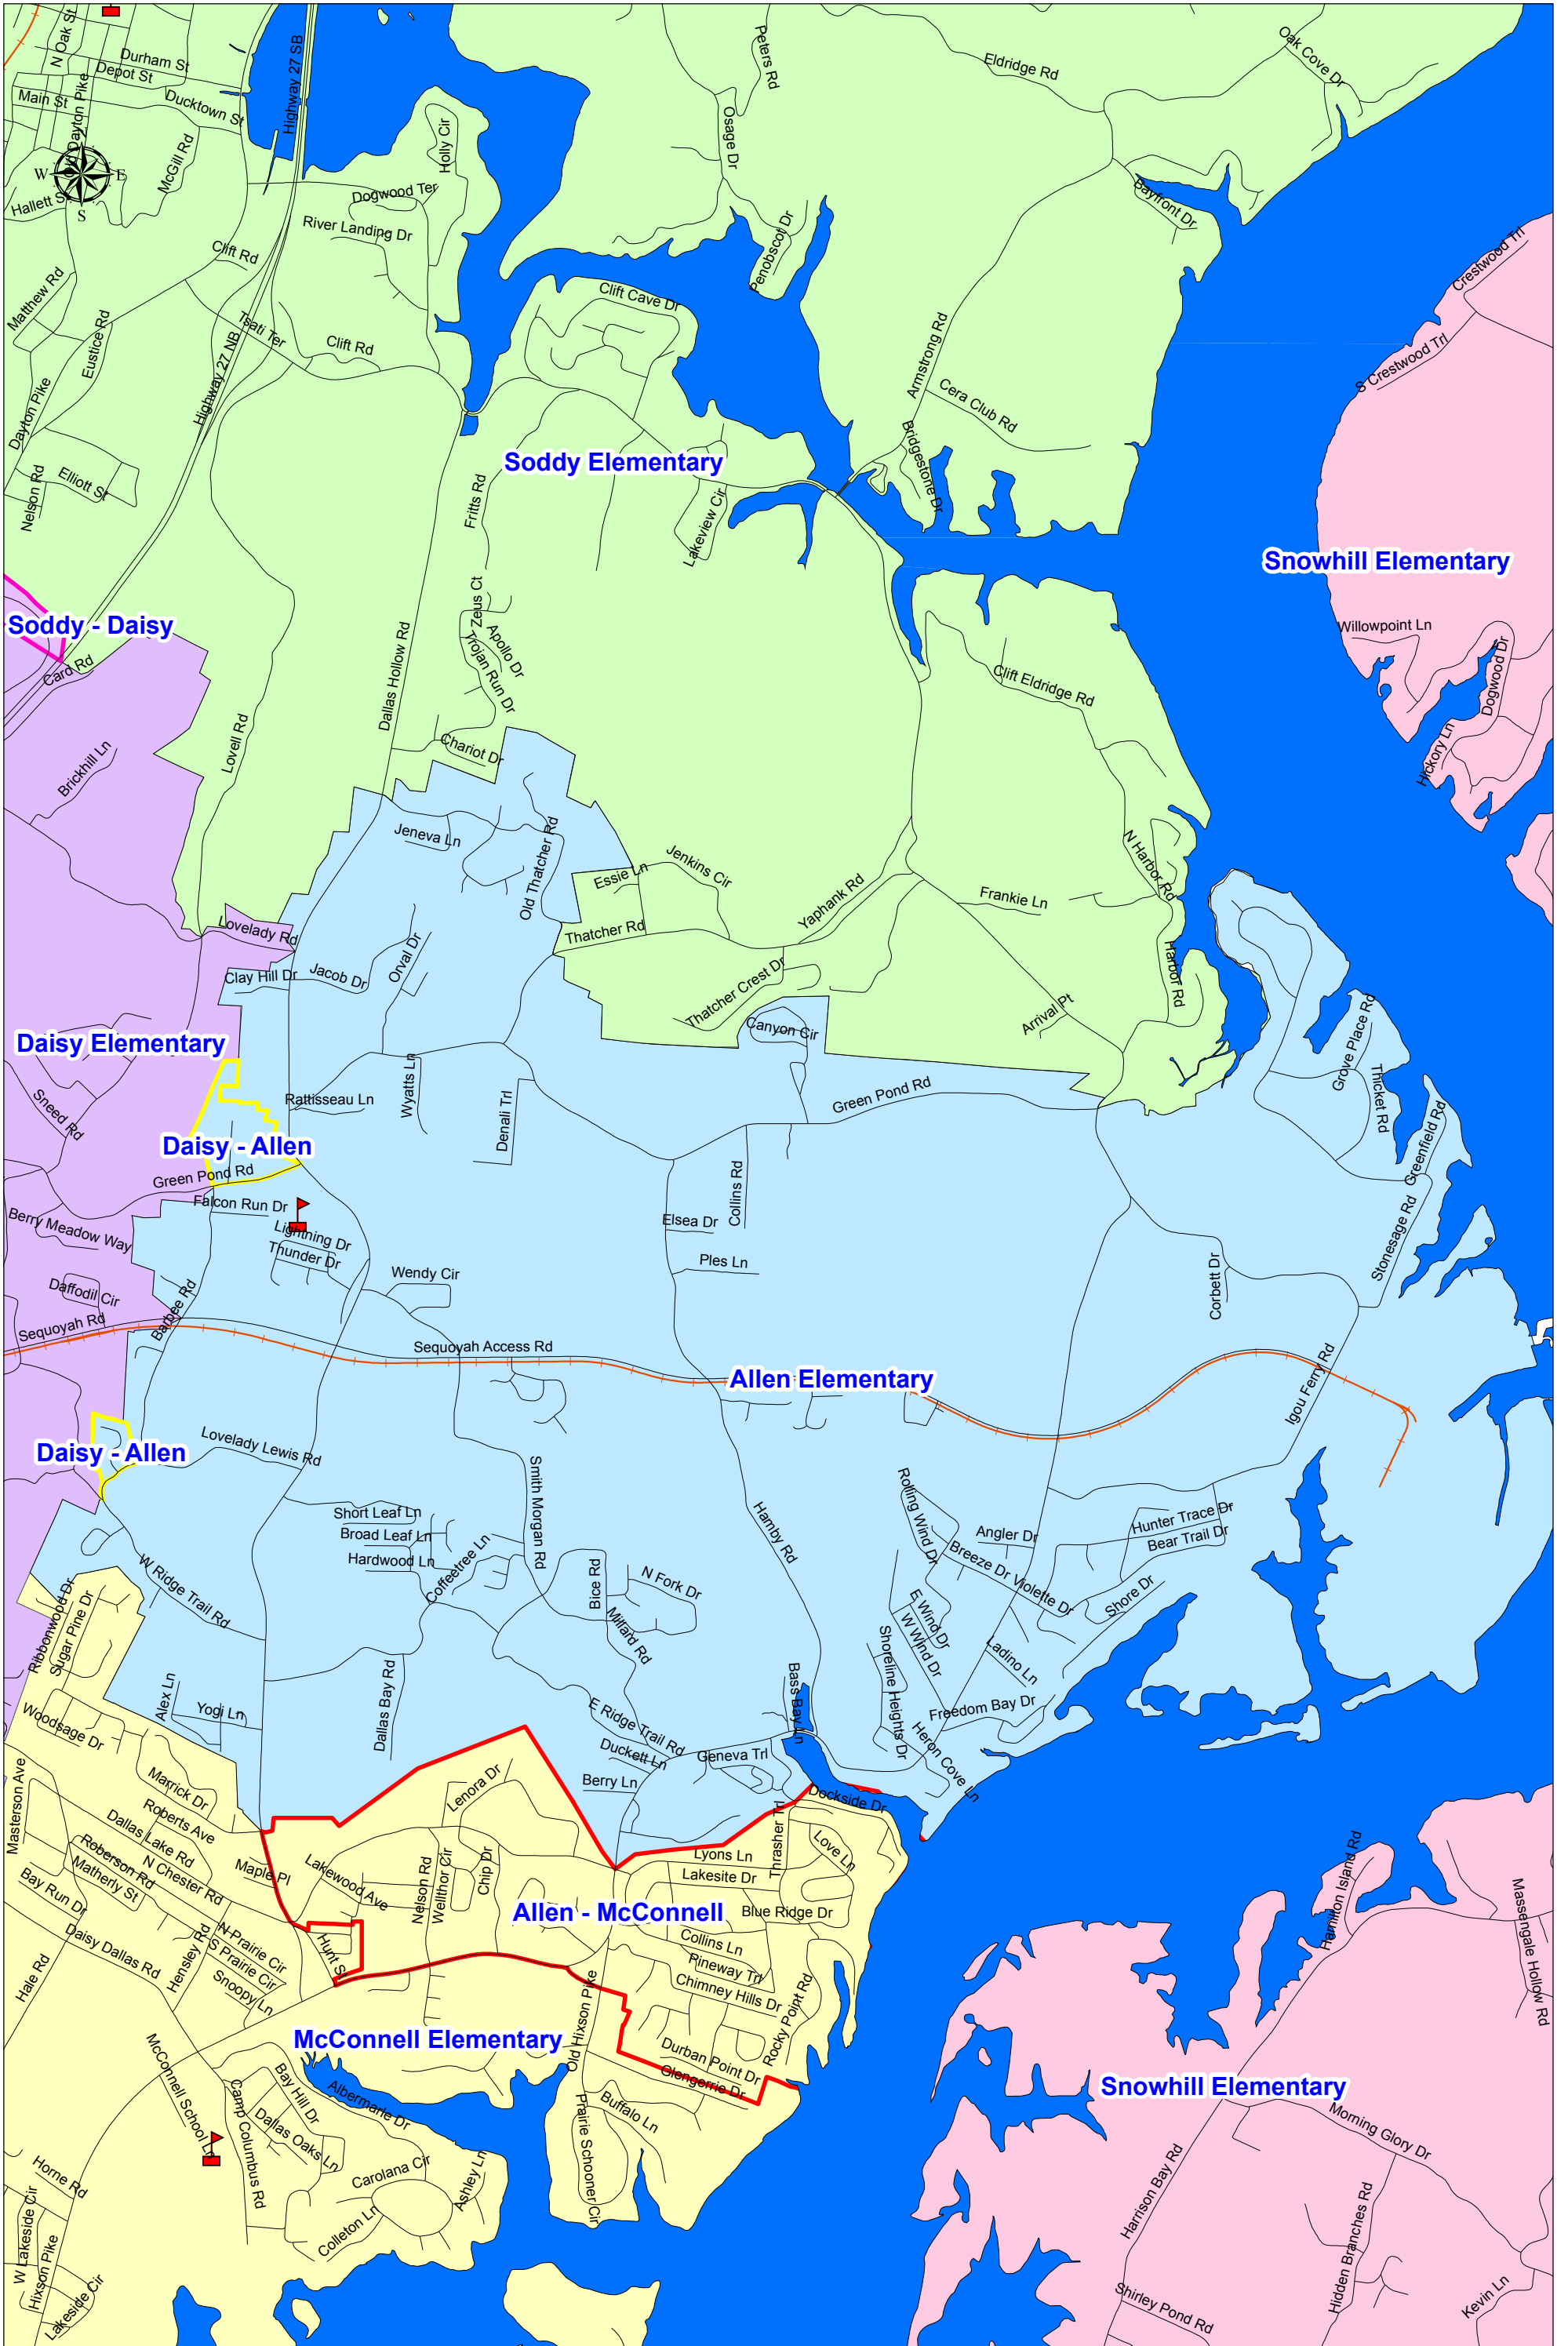 N Oak St
Durham St
Depot St
Main St
Ducktown St
Dayton Pike
Highway 27 SB
McGill Rd
W
E
S
Hallett St
Holly Cir
Dogwood Ter
River Landing Dr
Clift Rd
Peters Rd
Osage Dr
Penobscot Dr
Eldridge Rd
Oak Cove Dr
Bayfront Dr
Crestwood Trl
S Crestwood Trl
Matthew Rd
Eustice Rd
Tsati Ter
Clift Rd
Highway 27 NB
Clift Cave Dr
Armstrong Rd
Cera Club Rd
Bridgestone Dr
Dayton Pike
Nelson Rd
Elliott St
Soddy Elementary
Fritts Rd
Lakeview Cir
Snowhill Elementary
Soddy - Daisy
Card Rd
Zeus Ct
Apollo Dr
Trojan Run Dr
Dallas Hollow Rd
Chariot Dr
Clift Eldridge Rd
Willowpoint Ln
Dogwood Dr
Hickory Ln
Lovell Rd
Brickhill Ln
Jeneva Ln
Old Thatcher Rd
Essie Ln
Jenkins Cir
Yaphank Rd
Frankie Ln
N Harbor Rd
Harbor Rd
Thatcher Rd
Lovelady Rd
Clay Hill Dr
Jacob Dr
Orval Dr
Thatcher Crest Dr
Arrival Pt
Canyon Cir
Daisy Elementary
Sneed Rd
Rattisseau Ln
Wyatts Ln
Denali Trl
Green Pond Rd
Grove Place Rd
Thicket Rd
Greenfield Rd
Daisy - Allen
Green Pond Rd
Falcon Run Dr
Lightning Dr
Thunder Dr
Berry Meadow Way
Collins Rd
Elsea Dr
Ples Ln
Wendy Cir
Corbett Dr
Stonesage Rd
Daffodil Cir
Sequoyah Rd
Barbee Rd
Sequoyah Access Rd
Allen Elementary
Igou Ferry Rd
Daisy - Allen
Lovelady Lewis Rd
Short Leaf Ln
Broad Leaf Ln
Hardwood Ln
Coffeetree Ln
Smith Morgan Rd
Bice Rd
N Fork Dr
Millard Rd
Hamby Rd
Rolling Wind Dr
Angler Dr
Breeze Dr
Violette Dr
Hunter Trace Dr
Bear Trail Dr
Shore Dr
E Wind Dr
W Wind Dr
Ladino Ln
Shoreline Heights Dr
Freedom Bay Dr
Heron Cove Ln
W Ridge Trail Rd
Ribbonwood Dr
Sugar Pine Dr
Alex Ln
Yogi Ln
Dallas Bay Rd
E Ridge Trail Rd
Duckett Ln
Berry Ln
Geneva Trl
Bass Bay Ln
Dockside Dr
Woodsage Dr
Masterson Ave
Marrick Dr
Roberts Ave
Dallas Lake Rd
N Chester Rd
Roberson Rd
Matherly St
Bay Run Dr
Daisy Dallas Rd
Maple Pl
Lakewood Ave
Lenora Dr
Nelson Rd
Wellthor Cir
Chip Dr
Lyons Ln
Lakesite Dr
Thrasher Trl
Love Ln
Allen - McConnell
Blue Ridge Dr
Collins Ln
Pineway Trl
Chimney Hills Dr
Rocky Point Rd
Durban Point Dr
Glengerrie Dr
Hale Rd
Hensley Rd
N Prairie Cir
S Prairie Cir
Snoopy Ln
Hunt St
McConnell Elementary
Old Hixson Pike
Buffalo Ln
Prairie Schooner Cir
McConnell School Ln
Camp Columbus Rd
Bay Hill Dr
Albermarle Dr
Dallas Oaks Ln
Carolana Cir
Ashley Ln
Colleton Ln
Horne Rd
W Lakeside Cir
Hixson Pike
Lakeside Cir
Hamilton Island Rd
Massengale Hollow Rd
Snowhill Elementary
Morning Glory Dr
Harrison Bay Rd
Hidden Branches Rd
Shirley Pond Rd
Kevin Ln